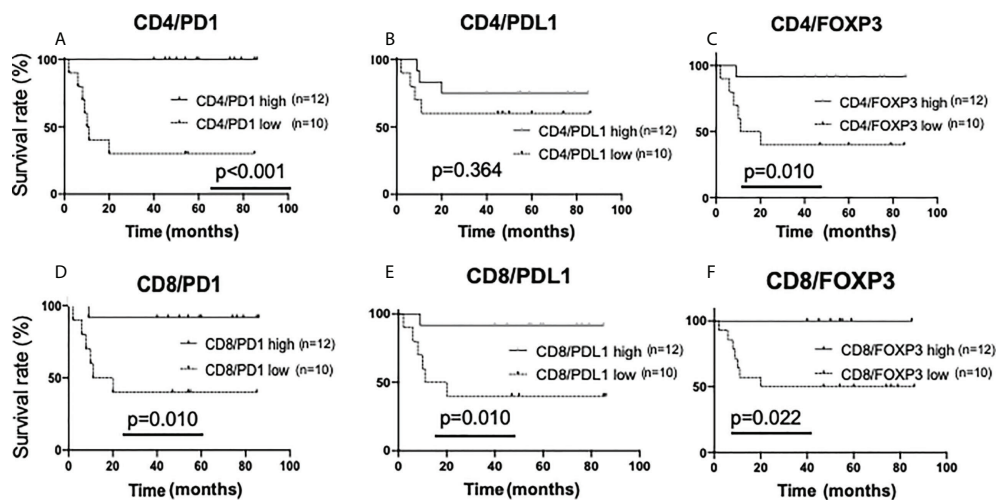 A
CD4/PD1
Survival rate (%)
100
50
0
CD4/PD1 high (n=12)
CD4/PD1 low (n=10)
p<0.001
0 20 40 60 80 100
Time (months)
B
CD4/PDL1
100
50
0
CD4/PDL1 high (n=12)
CD4/PDL1 low (n=10)
p=0.364
0 20 40 60 80 100
Time (months)
C
CD4/FOXP3
100
50
0
CD4/FOXP3 high (n=12)
CD4/FOXP3 low (n=10)
p=0.010
0 20 40 60 80 100
Time (months)
D
CD8/PD1
Survival rate (%)
100
50
0
CD8/PD1 high (n=12)
CD8/PD1 low (n=10)
p=0.010
0 20 40 60 80 100
Time (months)
E
CD8/PDL1
100
50
0
CD8/PDL1 high (n=12)
CD8/PDL1 low (n=10)
p=0.010
0 20 40 60 80 100
Time (months)
F
CD8/FOXP3
100
50
0
CD8/FOXP3 high (n=12)
CD8/FOXP3 low (n=10)
p=0.022
0 20 40 60 80 100
Time (months)